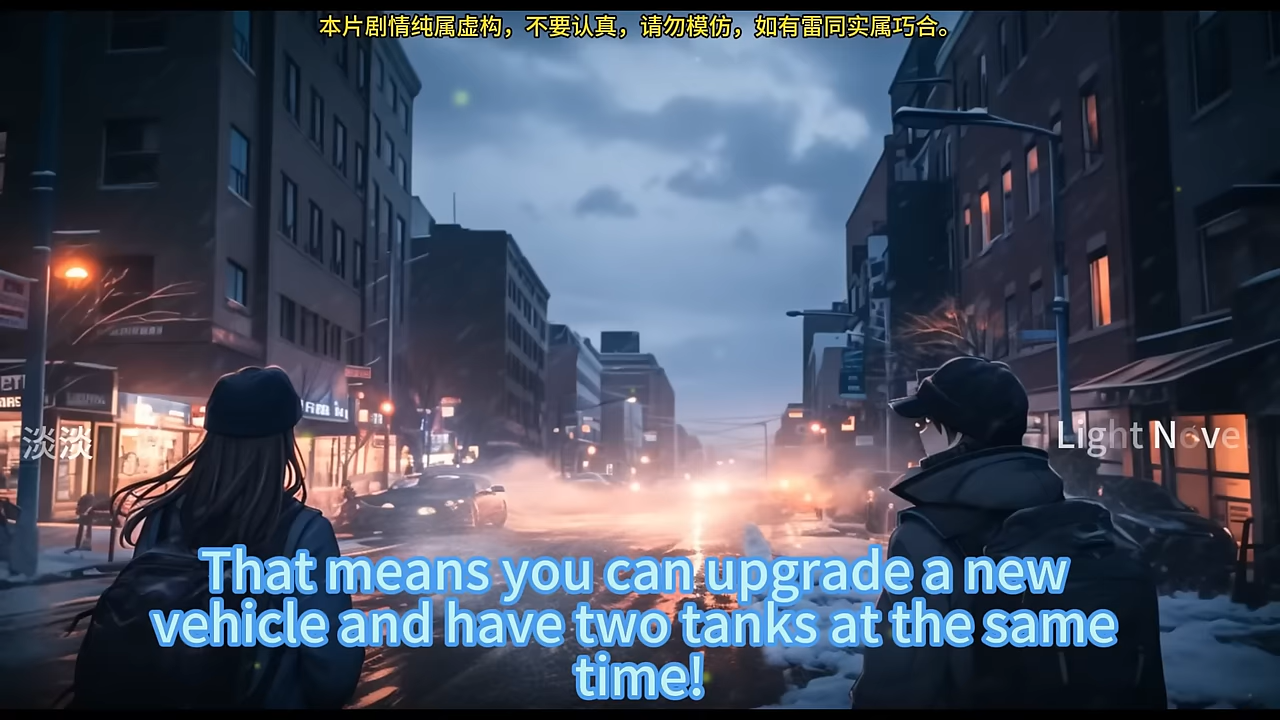 本片剧情纯属虚构，不要认真，请勿模仿，如有雷同实属巧合。
淡淡
Light Nove
That means you can upgrade a new
vehicle and have two tanks at the same
time!